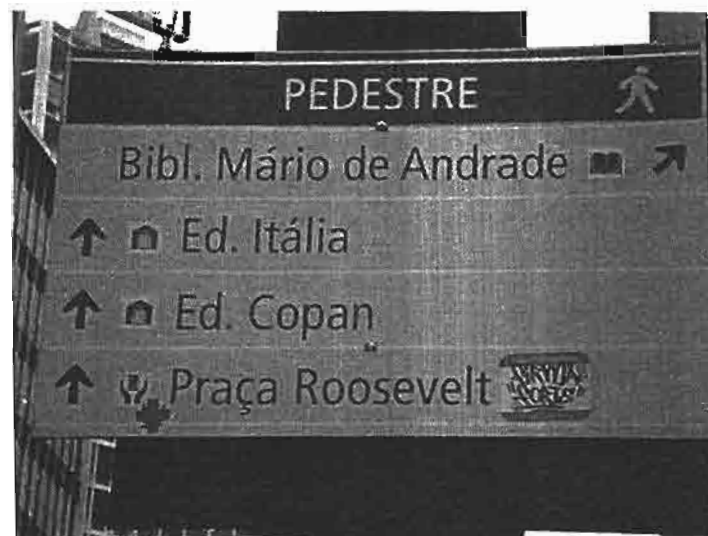 PEDESTRE
Bibl. Mário de Andrade
Ed. Itália
Ed. Copan
Praça Roosevelt